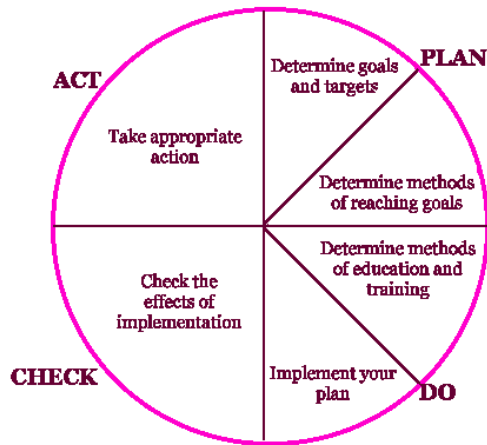 PLAN
Determine goals
and targets
Determine methods
of reaching goals
DO
Determine methods
of education and
training
Implement your
plan
CHECK
Check the
effects of
implementation
ACT
Take appropriate
action